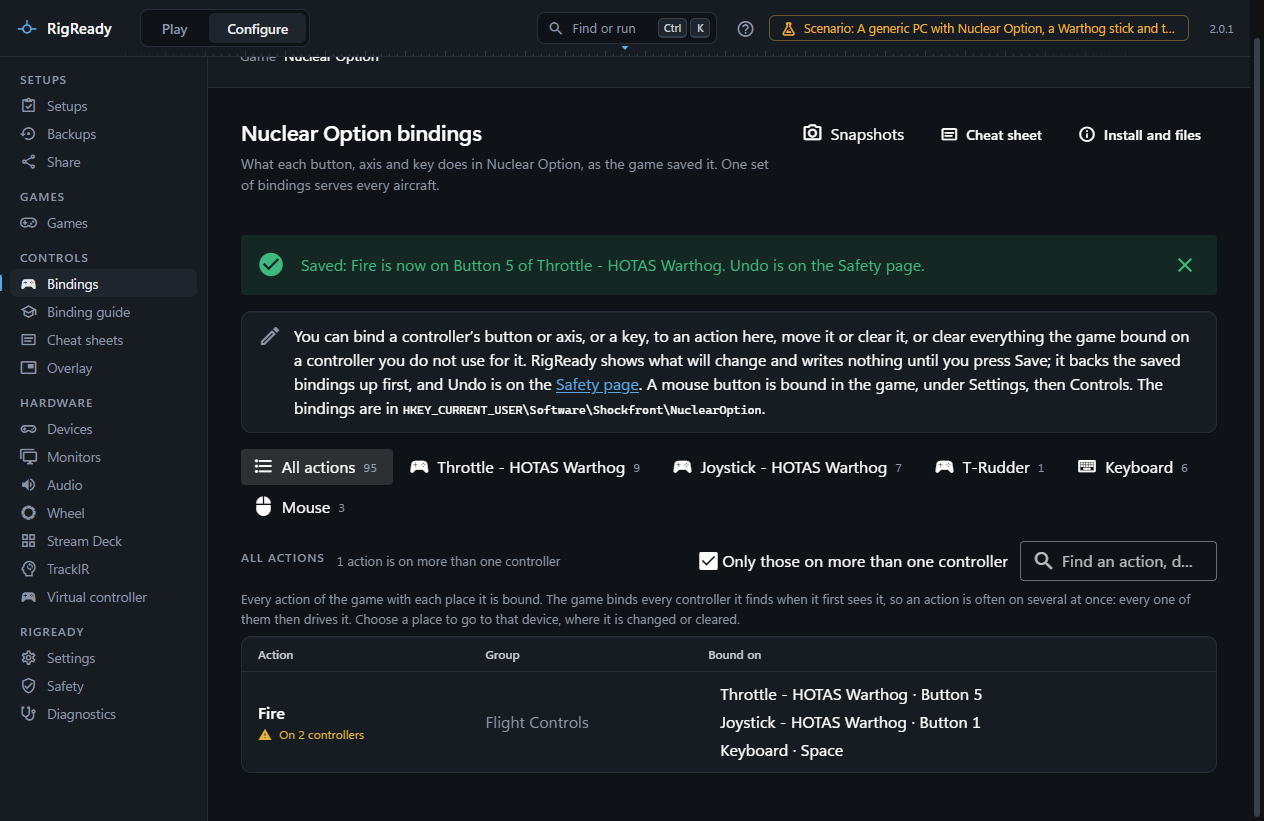 RigReady
Play
Configure
Find or run
Ctrl
K
Scenario: A generic PC with Nuclear Option, a Warthog stick and t...
2.0.1
SETUPS
Setups
Backups
Share
GAMES
Games
CONTROLS
Bindings
Binding guide
Cheat sheets
Overlay
HARDWARE
Devices
Monitors
Audio
Wheel
Stream Deck
TrackIR
Virtual controller
RIGREADY
Settings
Safety
Diagnostics
Game Nuclear Option
Nuclear Option bindings
Snapshots
Cheat sheet
Install and files
What each button, axis and key does in Nuclear Option, as the game saved it. One set
of bindings serves every aircraft.
Saved: Fire is now on Button 5 of Throttle - HOTAS Warthog. Undo is on the Safety page.
You can bind a controller’s button or axis, or a key, to an action here, move it or clear it, or clear everything the game bound on
a controller you do not use for it. RigReady shows what will change and writes nothing until you press Save; it backs the saved
bindings up first, and Undo is on the Safety page. A mouse button is bound in the game, under Settings, then Controls. The
bindings are in HKEY_CURRENT_USER\Software\Shockfront\NuclearOption.
All actions 95
Throttle - HOTAS Warthog 9
Joystick - HOTAS Warthog 7
T-Rudder 1
Keyboard 6
Mouse 3
ALL ACTIONS
1 action is on more than one controller
Only those on more than one controller
Find an action, d...
Every action of the game with each place it is bound. The game binds every controller it finds when it first sees it, so an action is often on several at once: every one of
them then drives it. Choose a place to go to that device, where it is changed or cleared.
Action
Group
Bound on
Fire
On 2 controllers
Flight Controls
Throttle - HOTAS Warthog · Button 5
Joystick - HOTAS Warthog · Button 1
Keyboard · Space